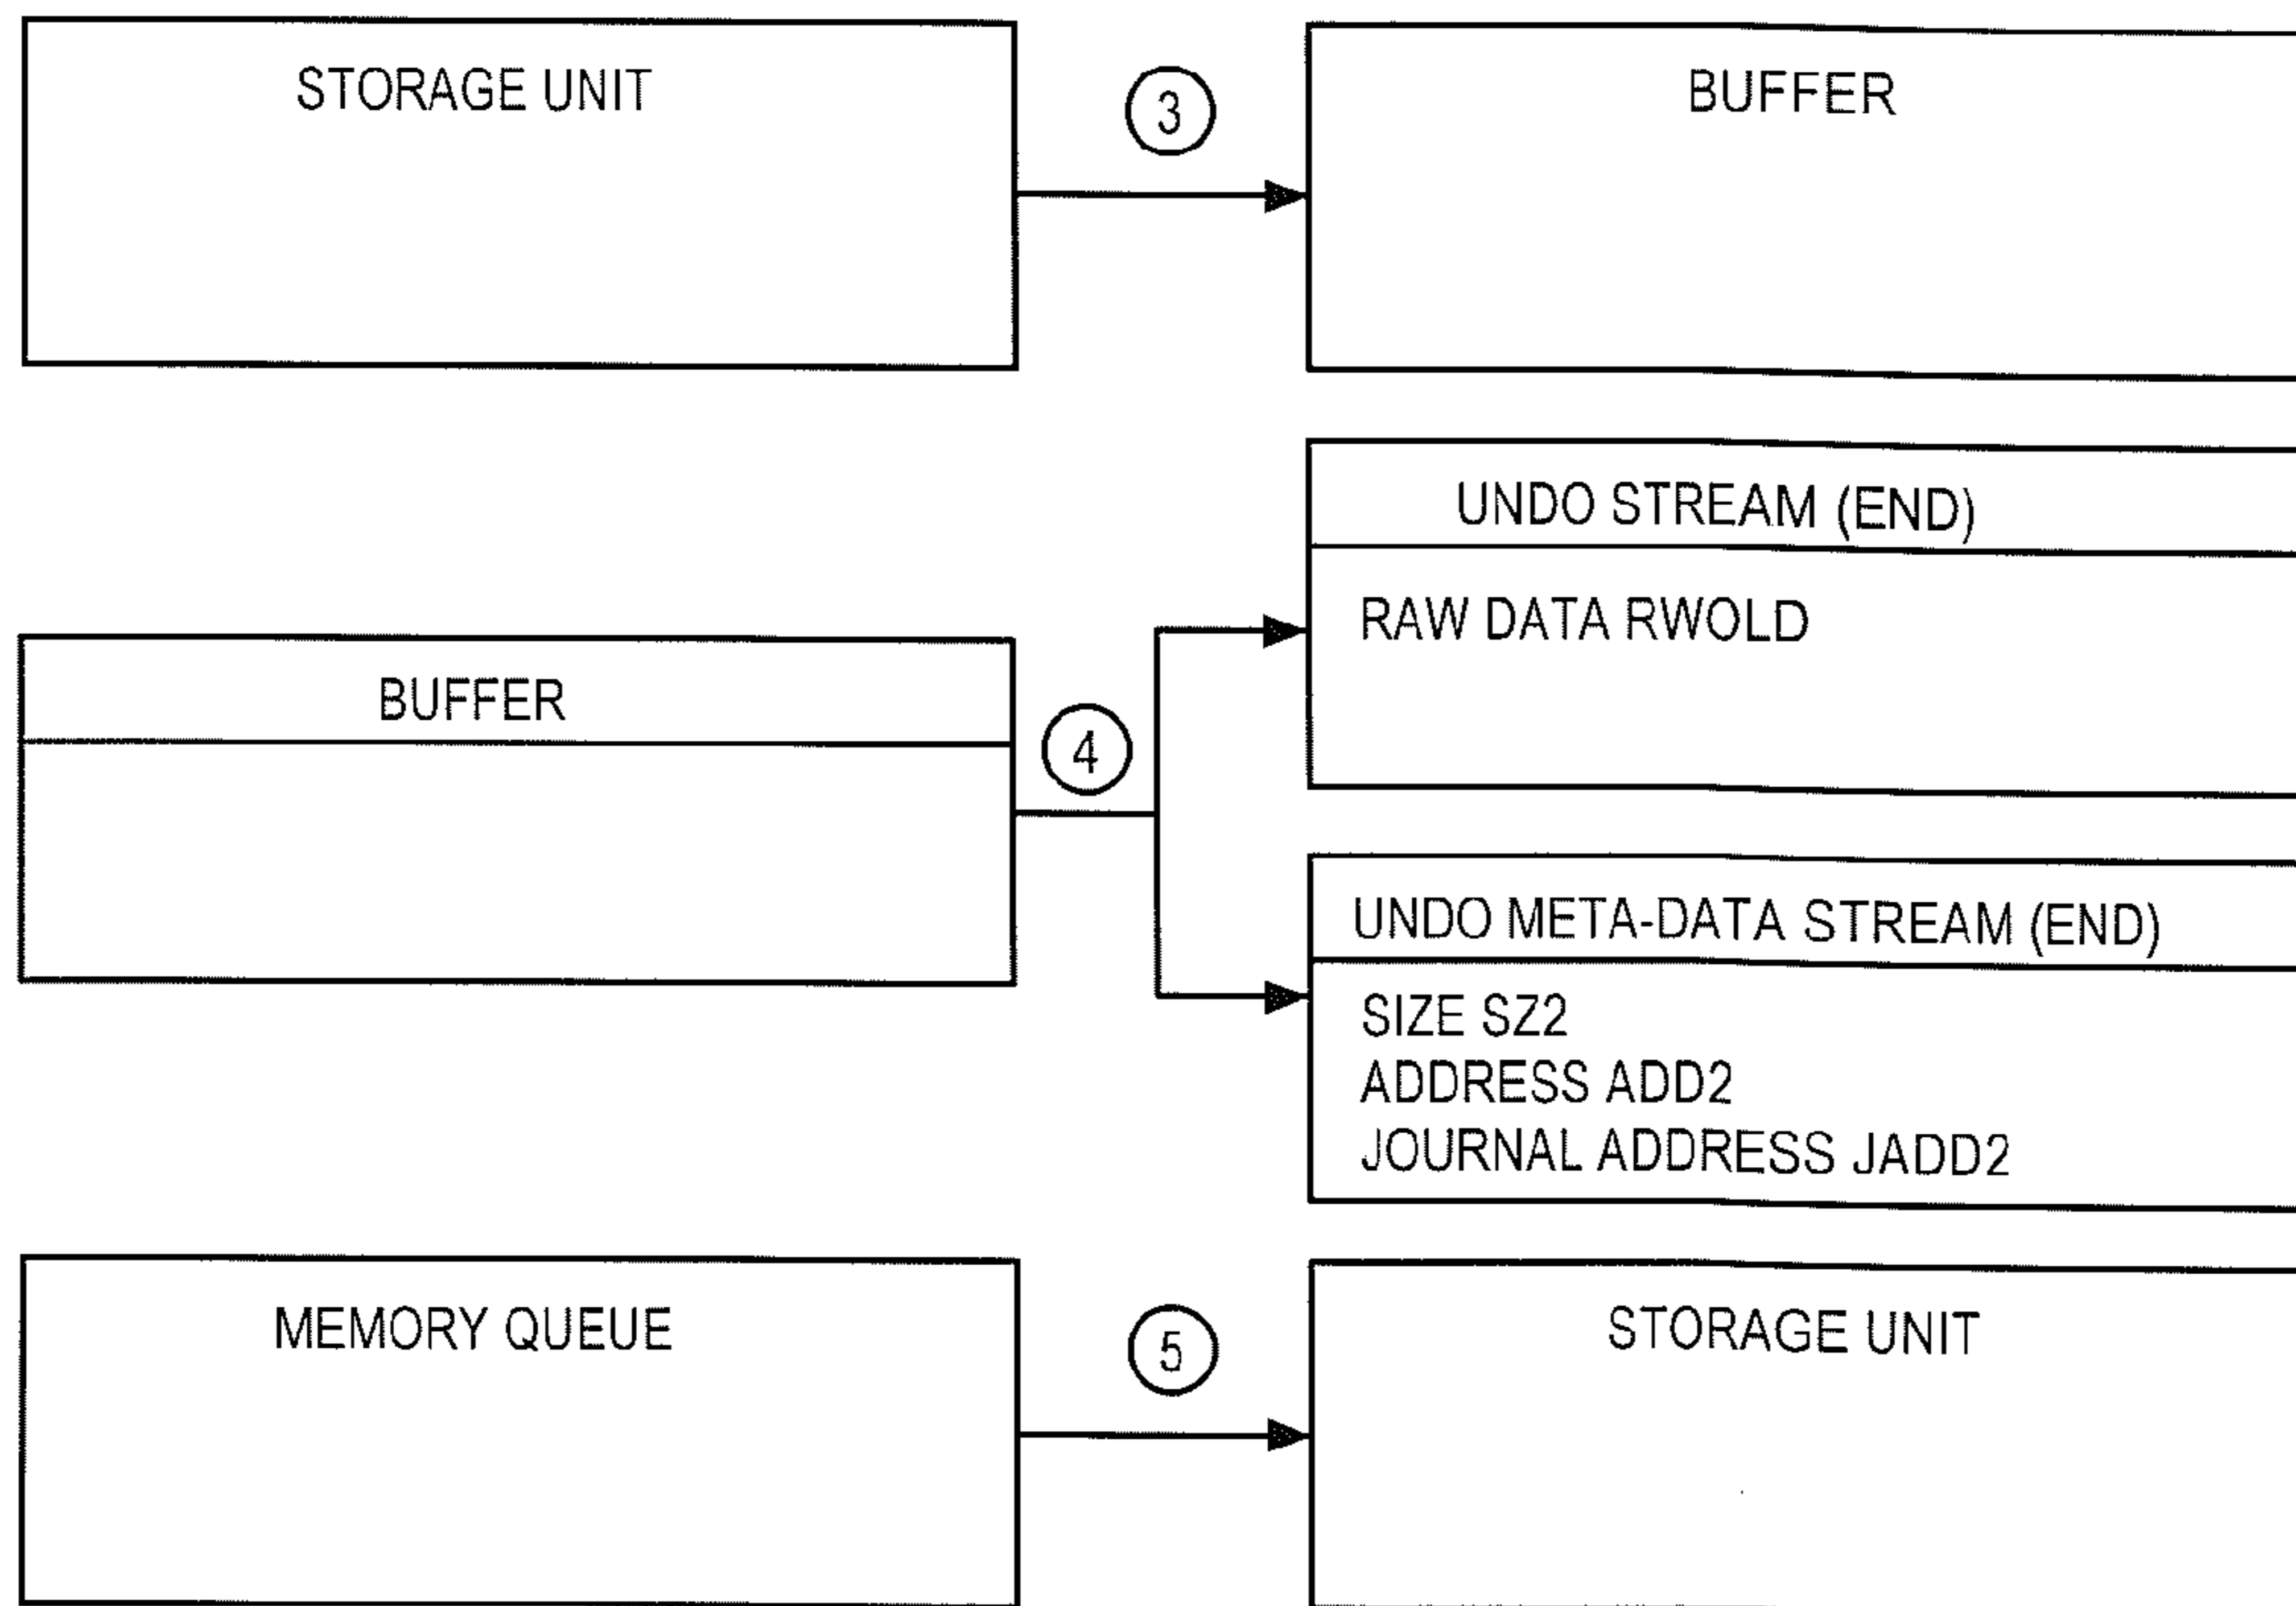 STORAGE UNIT
3
BUFFER
UNDO STREAM (END)
RAW DATA RWOLD
BUFFER
4
UNDO META-DATA STREAM (END)
SIZE SZ2
ADDRESS ADD2
JOURNAL ADDRESS JADD2
MEMORY QUEUE
5
STORAGE UNIT